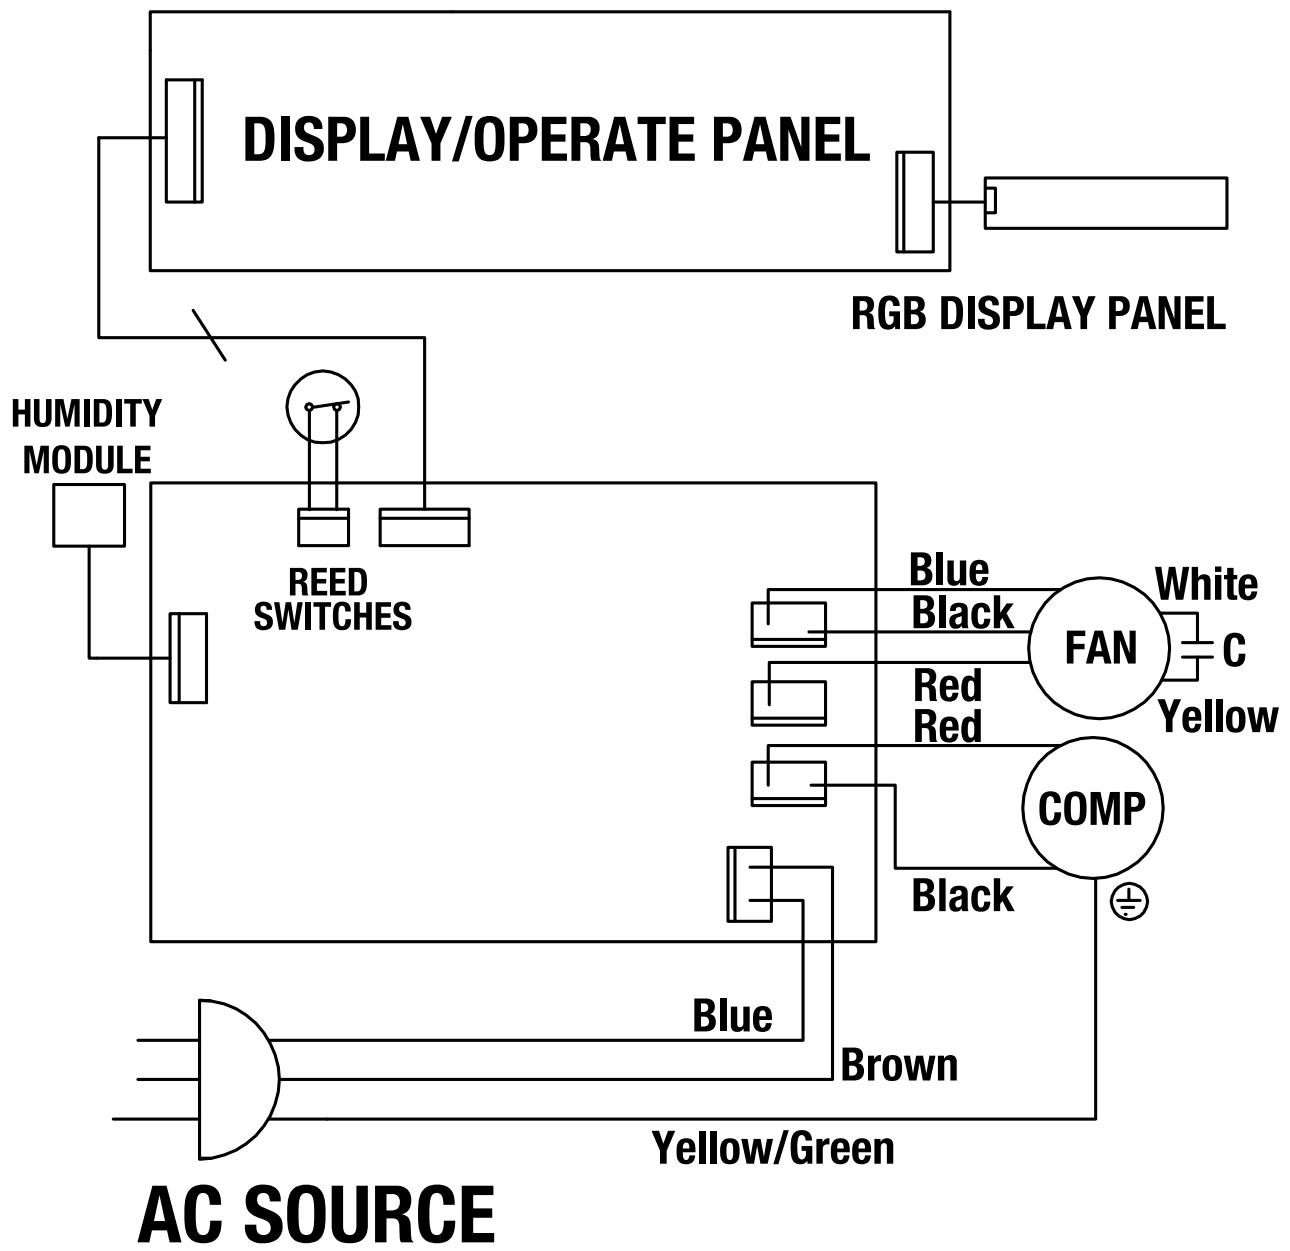 DISPLAY/OPERATE PANEL
RGB DISPLAY PANEL
HUMIDITY
MODULE
REED
SWITCHES
Blue
Black
Red
Red
Black
FAN
White
C
Yellow
COMP
Blue
Brown
Yellow/Green
AC SOURCE